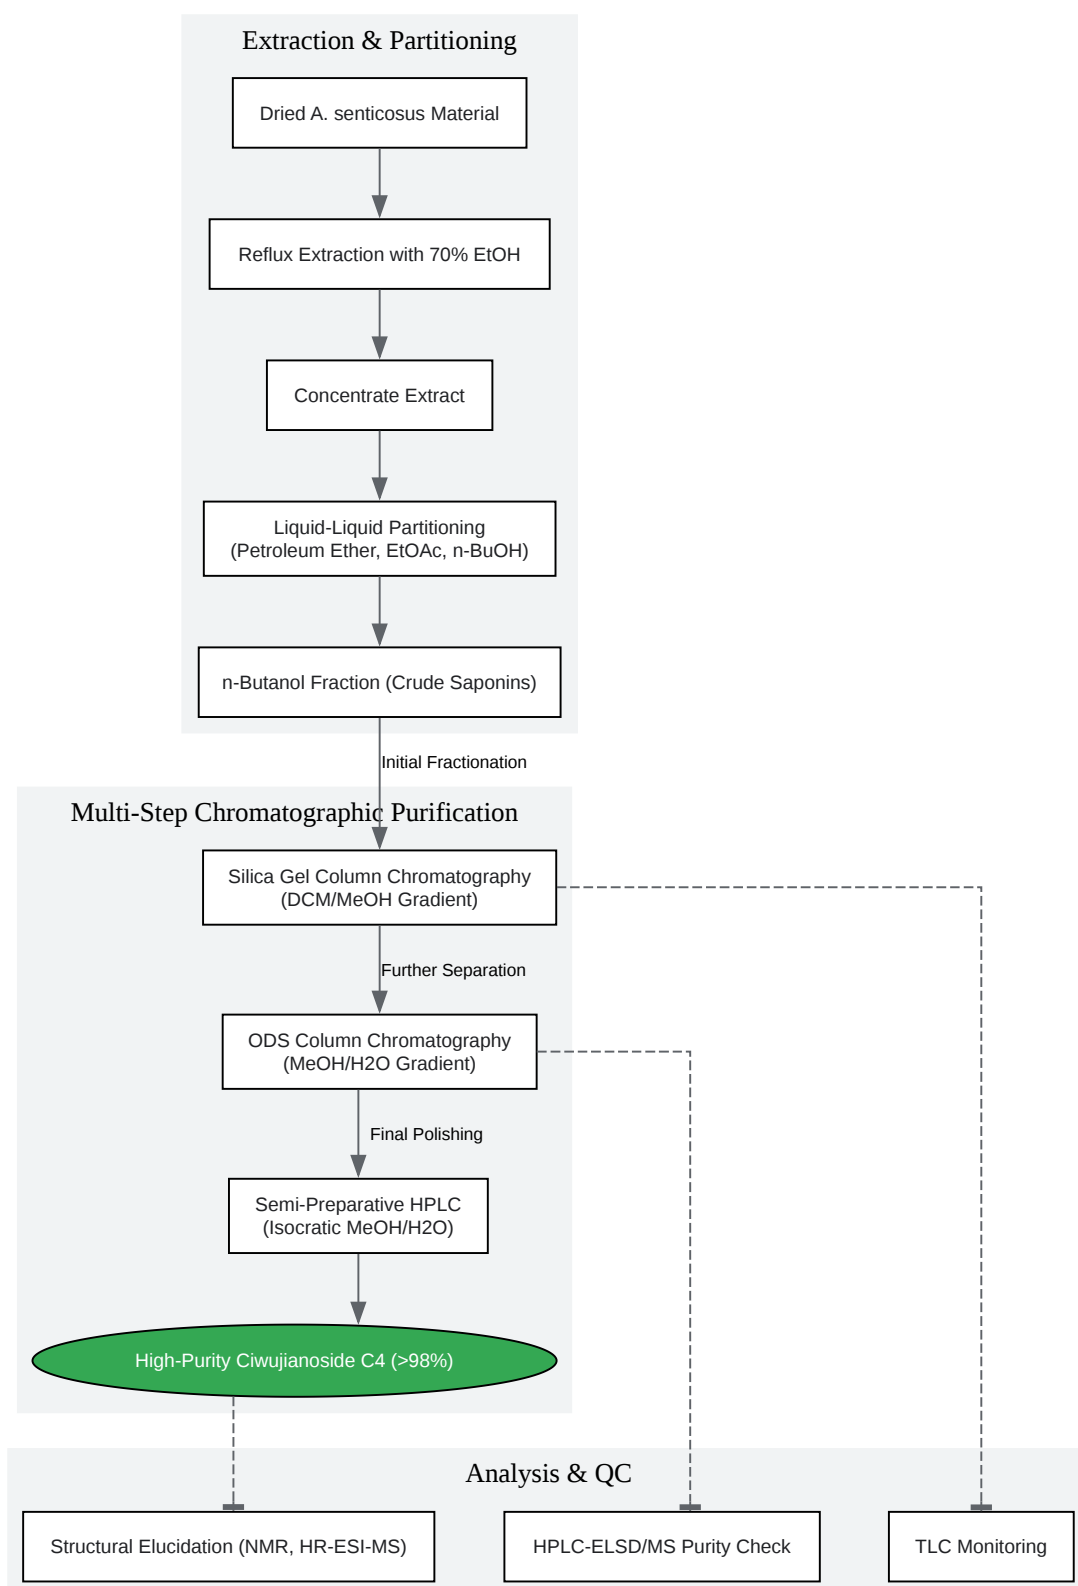 Extraction & Partitioning
Dried A. senticosus Material
Reflux Extraction with 70% EtOH
Concentrate Extract
Liquid-Liquid Partitioning
(Petroleum Ether, EtOAc, n-BuOH)
n-Butanol Fraction (Crude Saponins)
Initial Fractionation
Multi-Step Chromatographic Purification
Silica Gel Column Chromatography
(DCM/MeOH Gradient)
Further Separation
ODS Column Chromatography
(MeOH/H2O Gradient)
Final Polishing
Semi-Preparative HPLC
(Isocratic MeOH/H2O)
High-Purity Ciwujianoside C4 (>98%)
Analysis & QC
Structural Elucidation (NMR, HR-ESI-MS)
HPLC-ELSD/MS Purity Check
TLC Monitoring